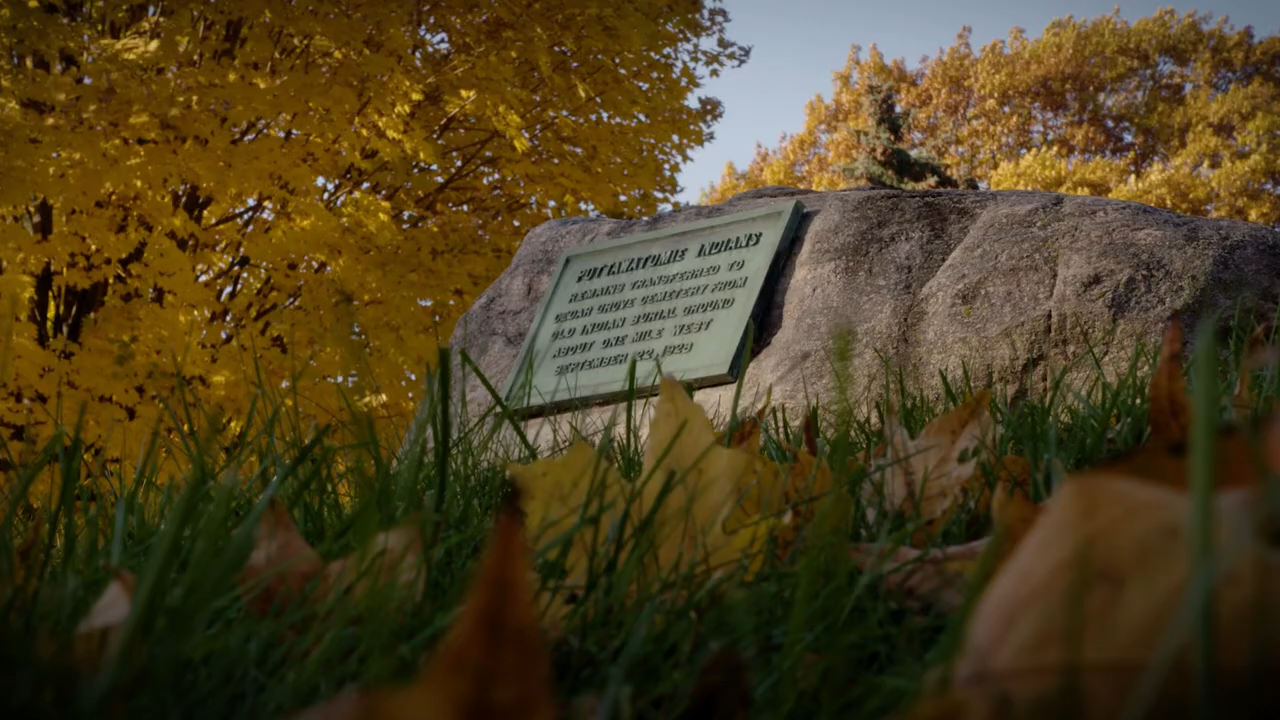 POTTAWATOMIE INDIANS
REMAINS TRANSFERRED TO
CEDAR GROVE CEMETERY FROM
OLD INDIAN BURIAL GROUND
ABOUT ONE MILE WEST
SEPTEMBER 22, 1928